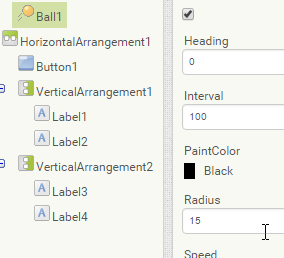 Ball1
HorizontalArrangement1
Button1
VerticalArrangement1
Label1
Label2
VerticalArrangement2
Label3
Label4
Heading
0
Interval
100
PaintColor
Black
Radius
15
Speed